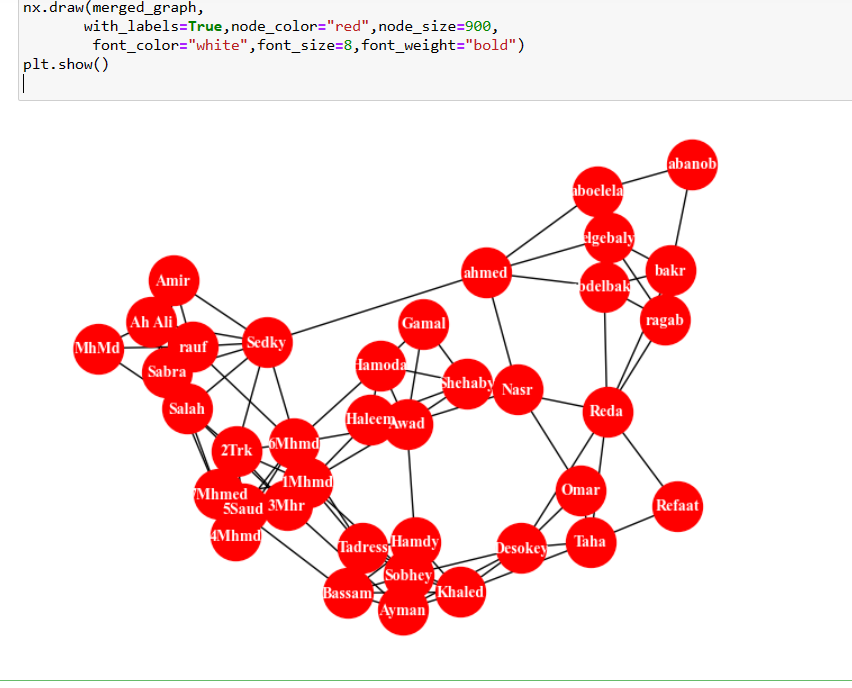 nx.draw(merged_graph,
with_labels=True,node_color="red",node_size=900,
font_color="white",font_size=8,font_weight="bold")
plt.show()
abanob
aboelela
elgebaly
bakr
ahmed
bdelbak
Amir
ragab
Ah Ali
Gamal
MhMd
rauf
Sedky
Hamoda
Sabra
Shehaby
Nasr
Salah
Reda
Haleem
Awad
6Mhmd
2Trk
1Mhmd
Omar
7Mhmed
5Saud
3Mhr
Refaat
4Mhmd
Tadress
Hamdy
Desokey
Taha
Sobhey
Bassam
Khaled
Ayman